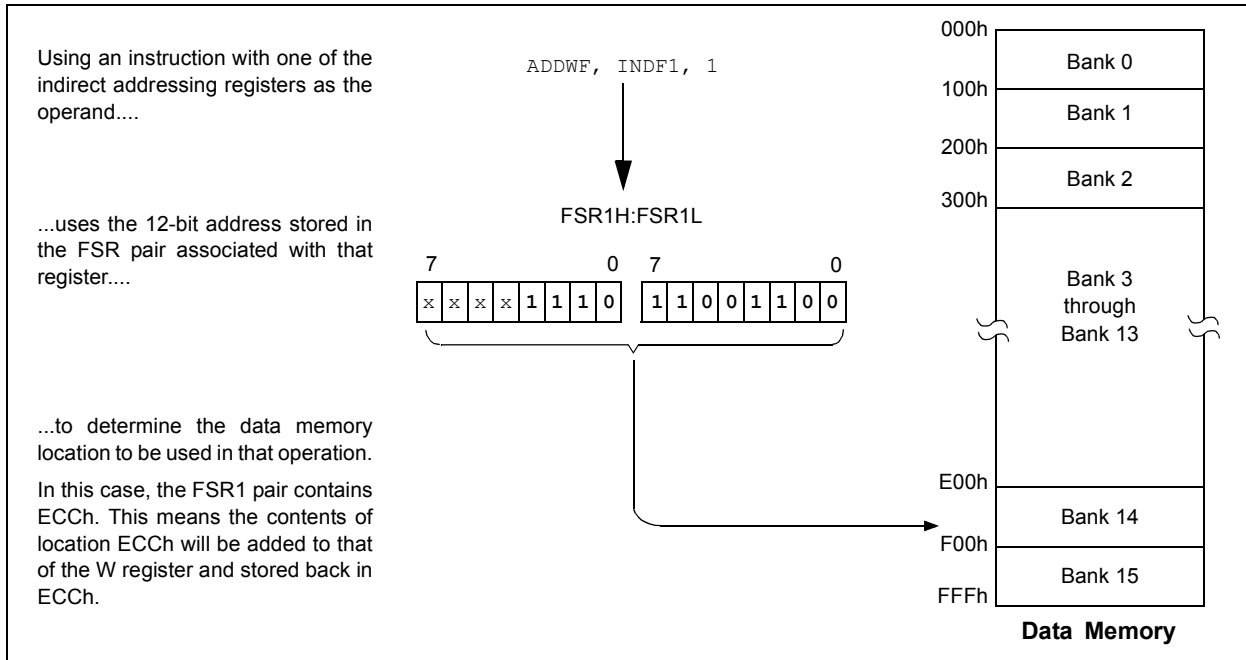 Using an instruction with one of the
indirect addressing registers as the
operand....
ADDWF, INDF1, 1
...uses the 12-bit address stored in
the FSR pair associated with that
register....
FSR1H:FSR1L
7 0 7 0
x x x x 1 1 1 0 1 1 0 0 1 1 0 0
...to determine the data memory
location to be used in that operation.
In this case, the FSR1 pair contains
ECCh. This means the contents of
location ECCh will be added to that
of the W register and stored back in
ECCh.
000h
Bank 0
100h
Bank 1
200h
Bank 2
300h
Bank 3
through
Bank 13
E00h
Bank 14
F00h
Bank 15
FFFh
Data Memory